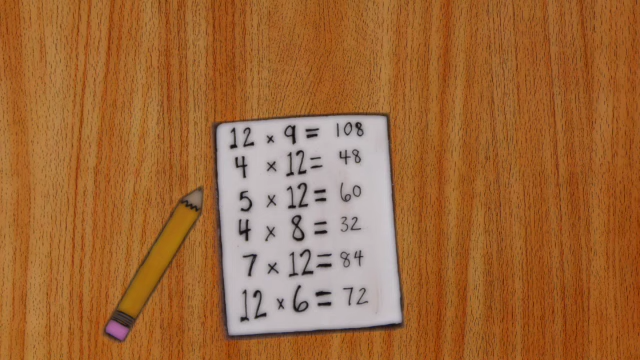 12 x 9 = 108
4 x 12 = 48
5 x 12 = 60
4 x 8 = 32
7 x 12 = 84
12 x 6 = 72